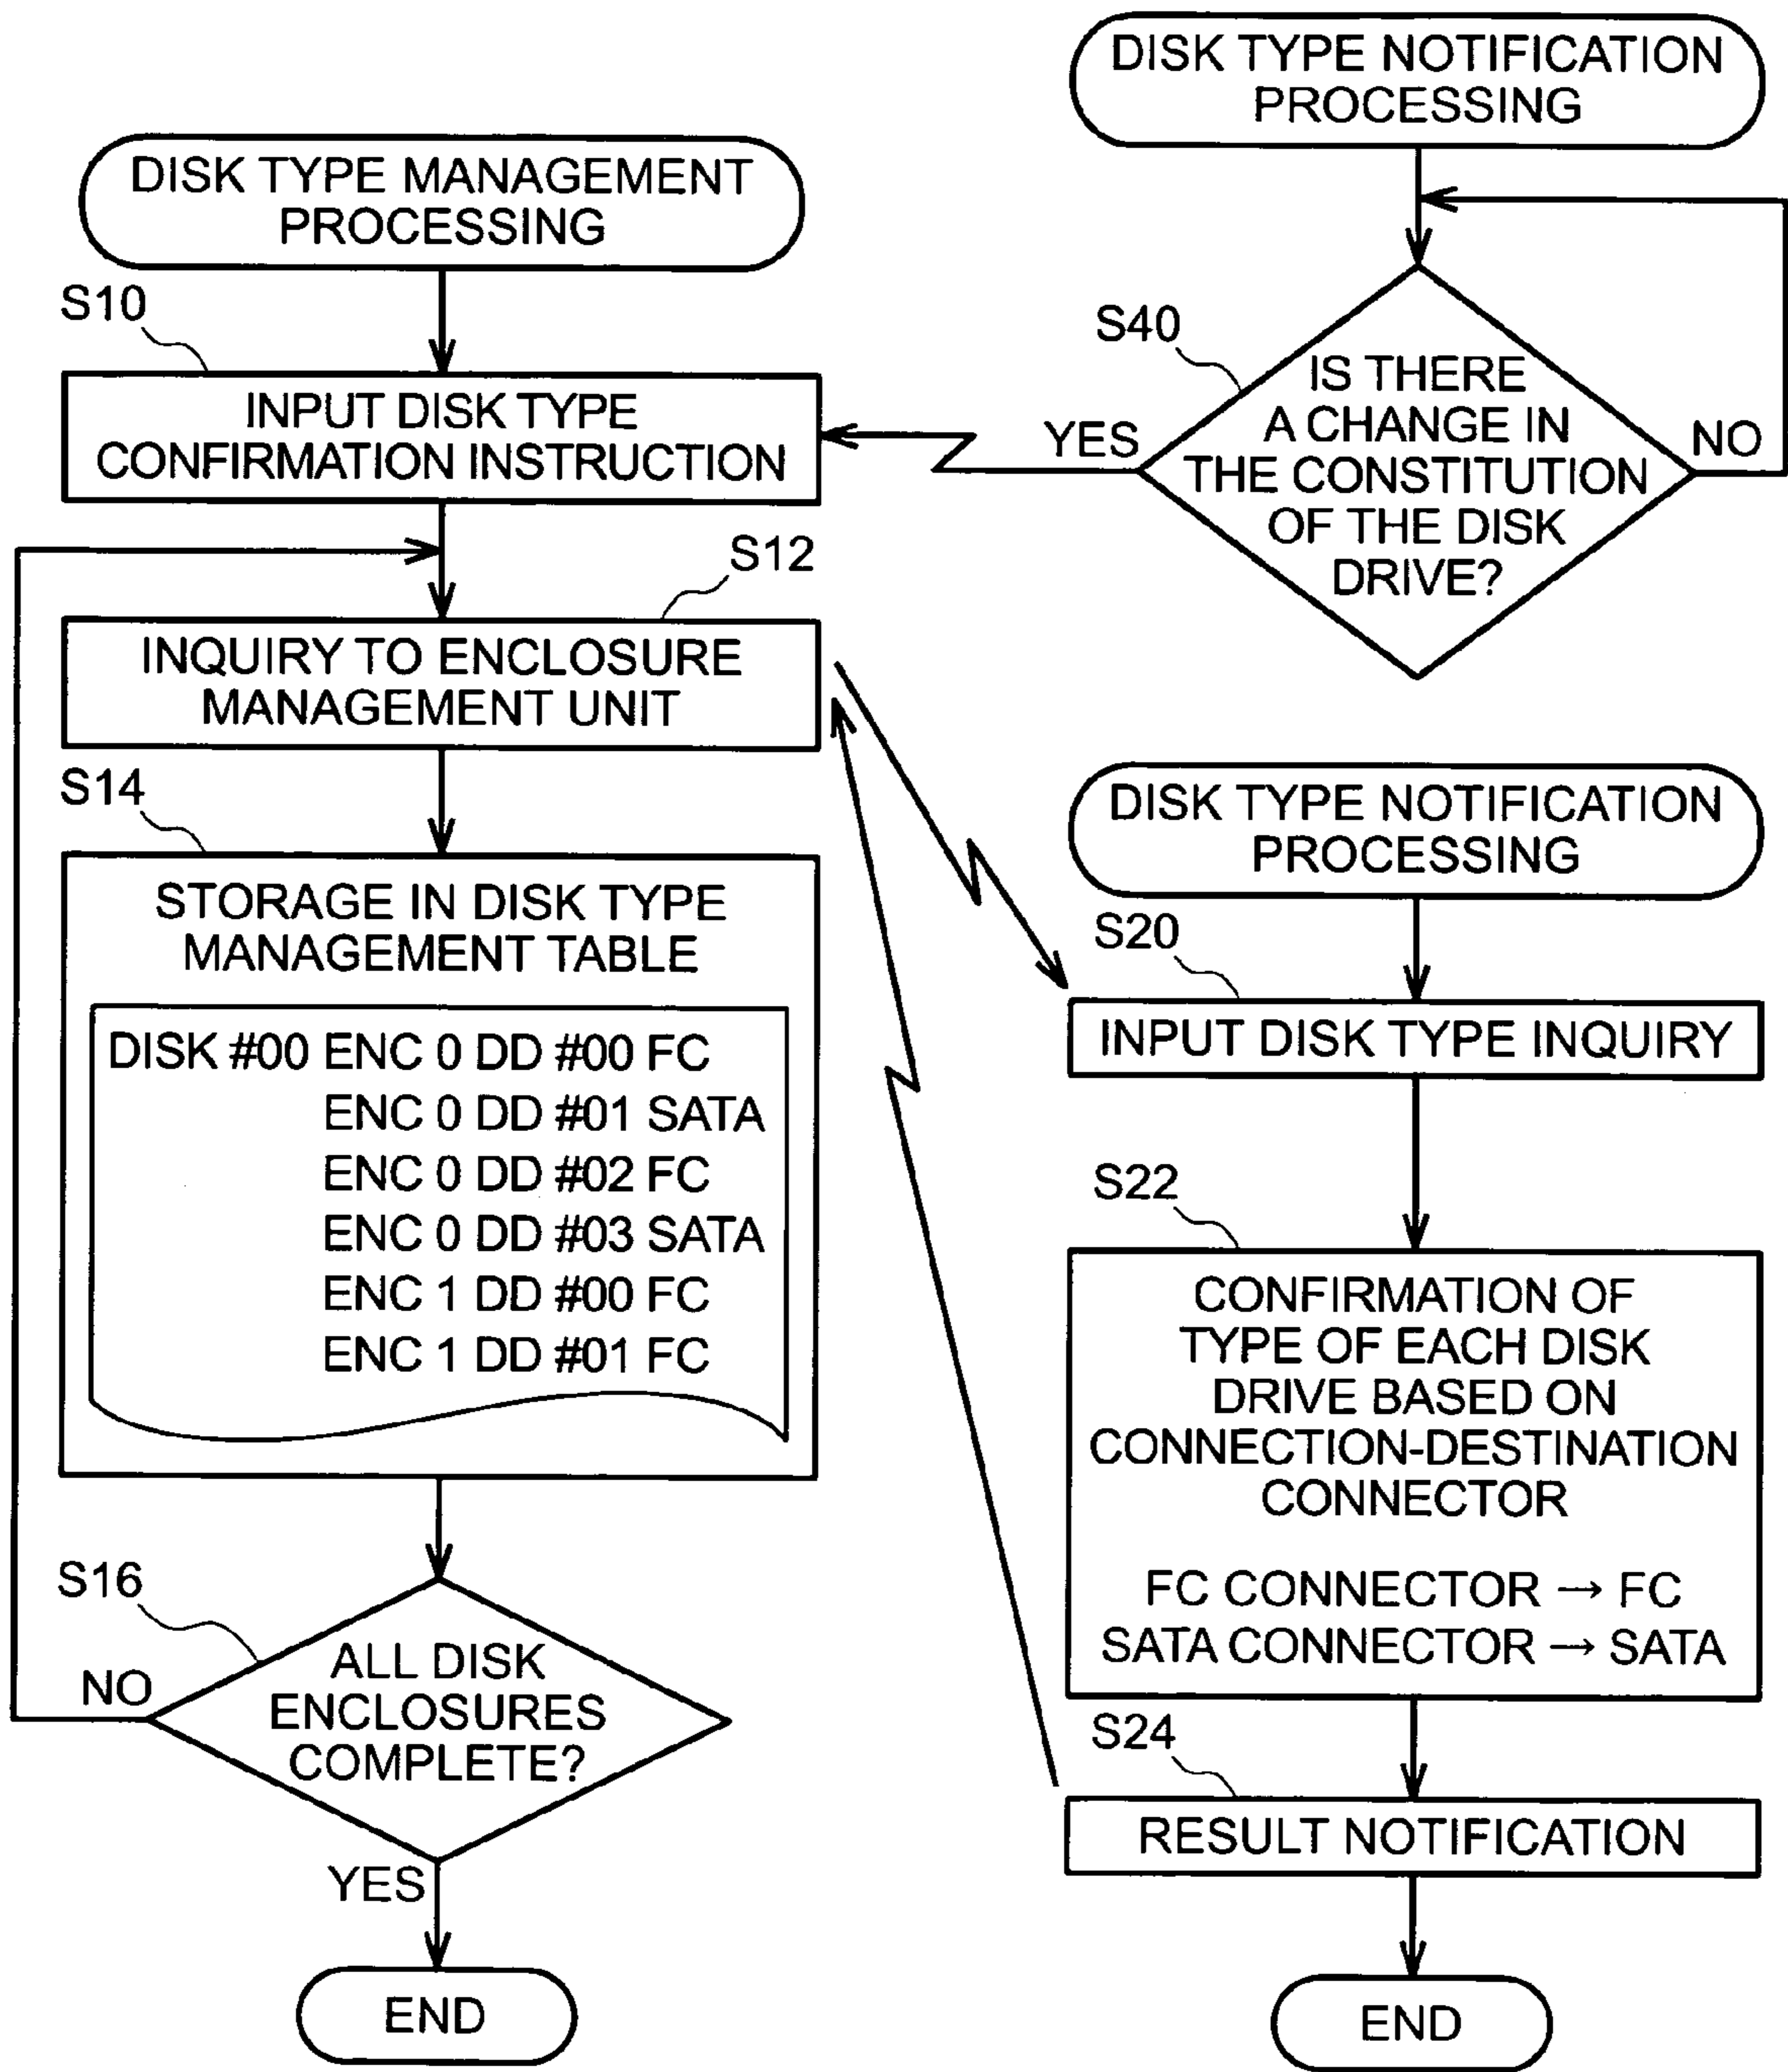 DISK TYPE MANAGEMENT
PROCESSING
S10
INPUT DISK TYPE
CONFIRMATION INSTRUCTION
S12
INQUIRY TO ENCLOSURE
MANAGEMENT UNIT
S14
STORAGE IN DISK TYPE
MANAGEMENT TABLE
DISK #00 ENC 0 DD #00 FC
ENC 0 DD #01 SATA
ENC 0 DD #02 FC
ENC 0 DD #03 SATA
ENC 1 DD #00 FC
ENC 1 DD #01 FC
S16
ALL DISK
ENCLOSURES
COMPLETE?
NO
YES
END
DISK TYPE NOTIFICATION
PROCESSING
S40
IS THERE
A CHANGE IN
THE CONSTITUTION
OF THE DISK
DRIVE?
YES
NO
DISK TYPE NOTIFICATION
PROCESSING
S20
INPUT DISK TYPE INQUIRY
S22
CONFIRMATION OF
TYPE OF EACH DISK
DRIVE BASED ON
CONNECTION-DESTINATION
CONNECTOR
FC CONNECTOR → FC
SATA CONNECTOR → SATA
S24
RESULT NOTIFICATION
END